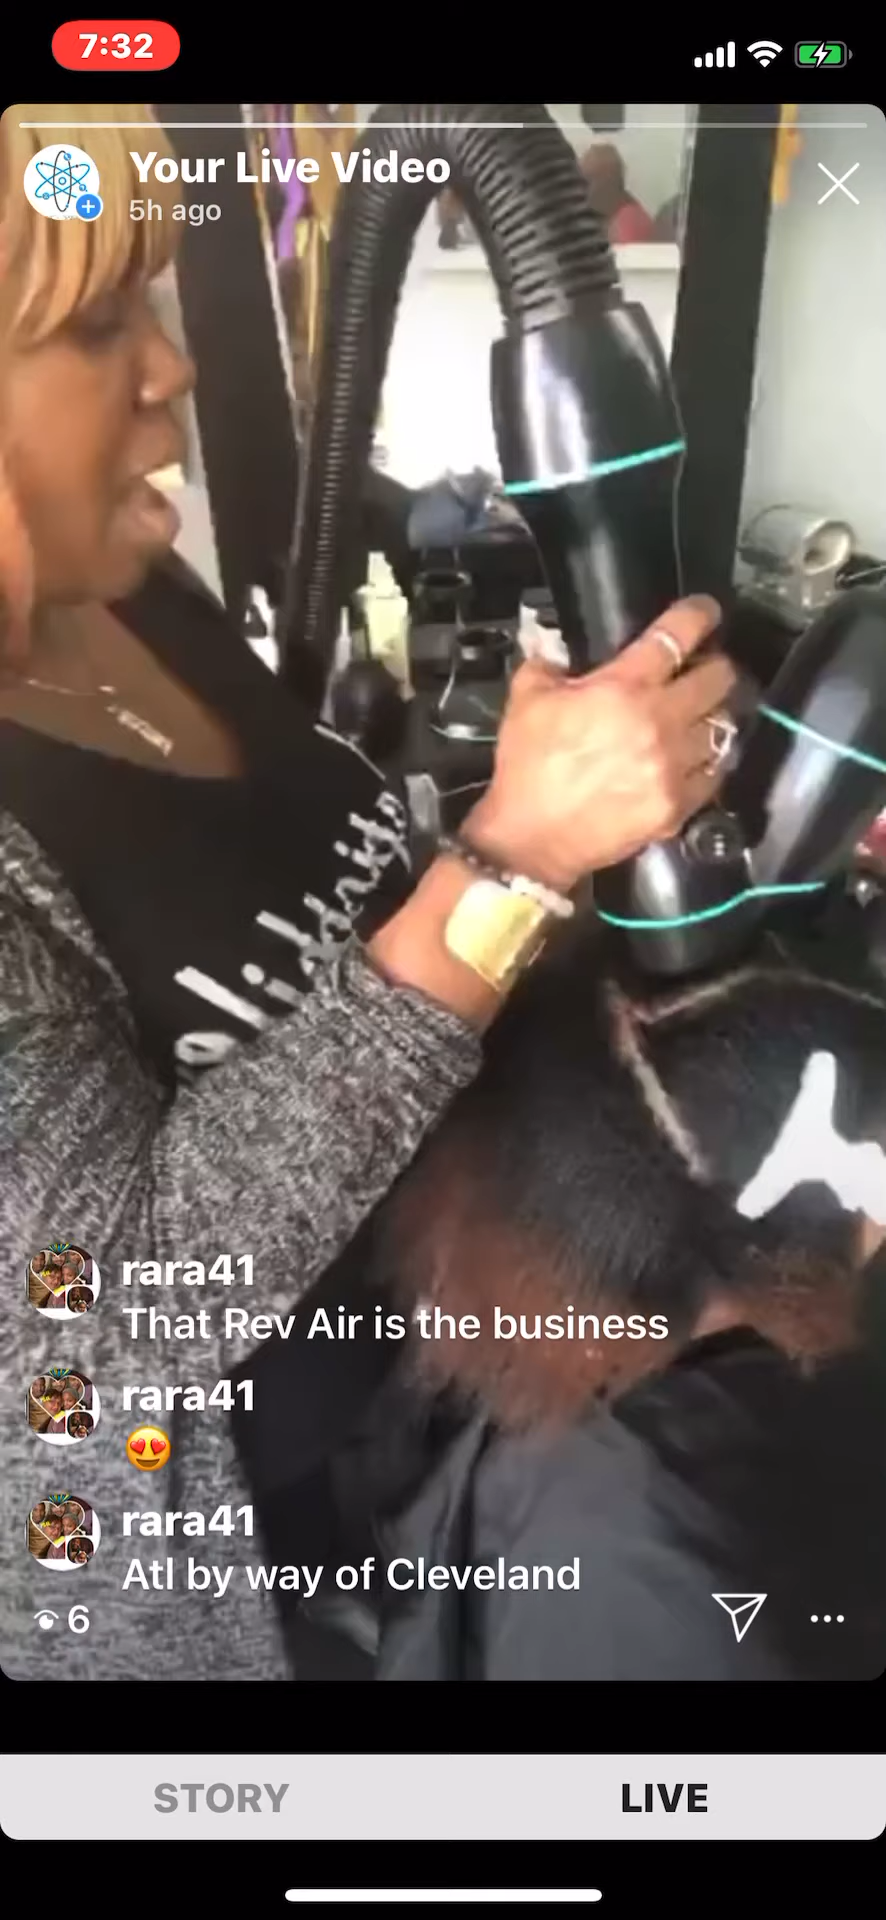 7:32
Your Live Video
5h ago
rara41
That Rev Air is the business
rara41
😍
rara41
Atl by way of Cleveland
6
STORY
LIVE